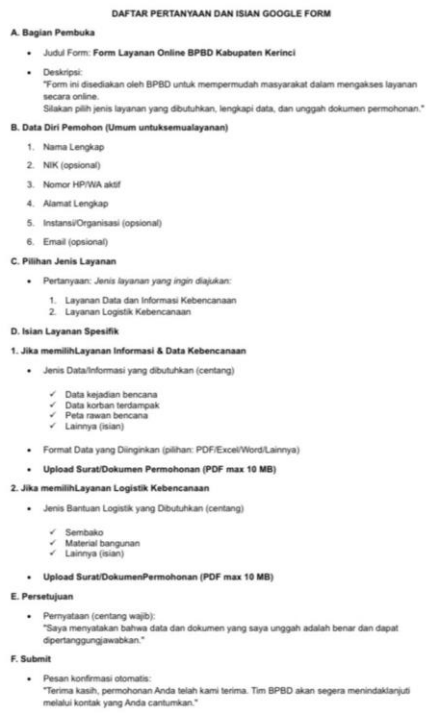 DAFTAR PERTANYAAN DAN ISIAN GOOGLE FORM
A. Bagian Pembuka
• Judul Form: Form Layanan Online BPBD Kabupaten Kerinci
• Deskripsi:
"Form ini disediakan oleh BPBD untuk mempermudah masyarakat dalam mengakses layanan
secara online.
Silakan pilih jenis layanan yang dibutuhkan, lengkapi data, dan unggah dokumen permohonan."
B. Data Diri Pemohon (Umum untuksemualayanan)
1. Nama Lengkap
2. NIK (opsional)
3. Nomor HP/WA aktif
4. Alamat Lengkap
5. Instansi/Organisasi (opsional)
6. Email (opsional)
C. Pilihan Jenis Layanan
• Pertanyaan: Jenis layanan yang ingin diajukan:
1. Layanan Data dan Informasi Kebencanaan
2. Layanan Logistik Kebencanaan
D. Isian Layanan Spesifik
1. Jika memilihLayanan Informasi & Data Kebencanaan
• Jenis Data/Informasi yang dibutuhkan (centang)
✓ Data kejadian bencana
✓ Data korban terdampak
✓ Peta rawan bencana
✓ Lainnya (isian)
• Format Data yang Diinginkan (pilihan: PDF/Excel/Word/Lainnya)
• Upload Surat/Dokumen Permohonan (PDF max 10 MB)
2. Jika memilihLayanan Logistik Kebencanaan
• Jenis Bantuan Logistik yang Dibutuhkan (centang)
✓ Sembako
✓ Material bangunan
✓ Lainnya (isian)
• Upload Surat/DokumenPermohonan (PDF max 10 MB)
E. Persetujuan
• Pernyataan (centang wajib):
"Saya menyatakan bahwa data dan dokumen yang saya unggah adalah benar dan dapat
dipertanggungjawabkan."
F. Submit
• Pesan konfirmasi otomatis:
"Terima kasih, permohonan Anda telah kami terima. Tim BPBD akan segera menindaklanjuti
melalui kontak yang Anda cantumkan."